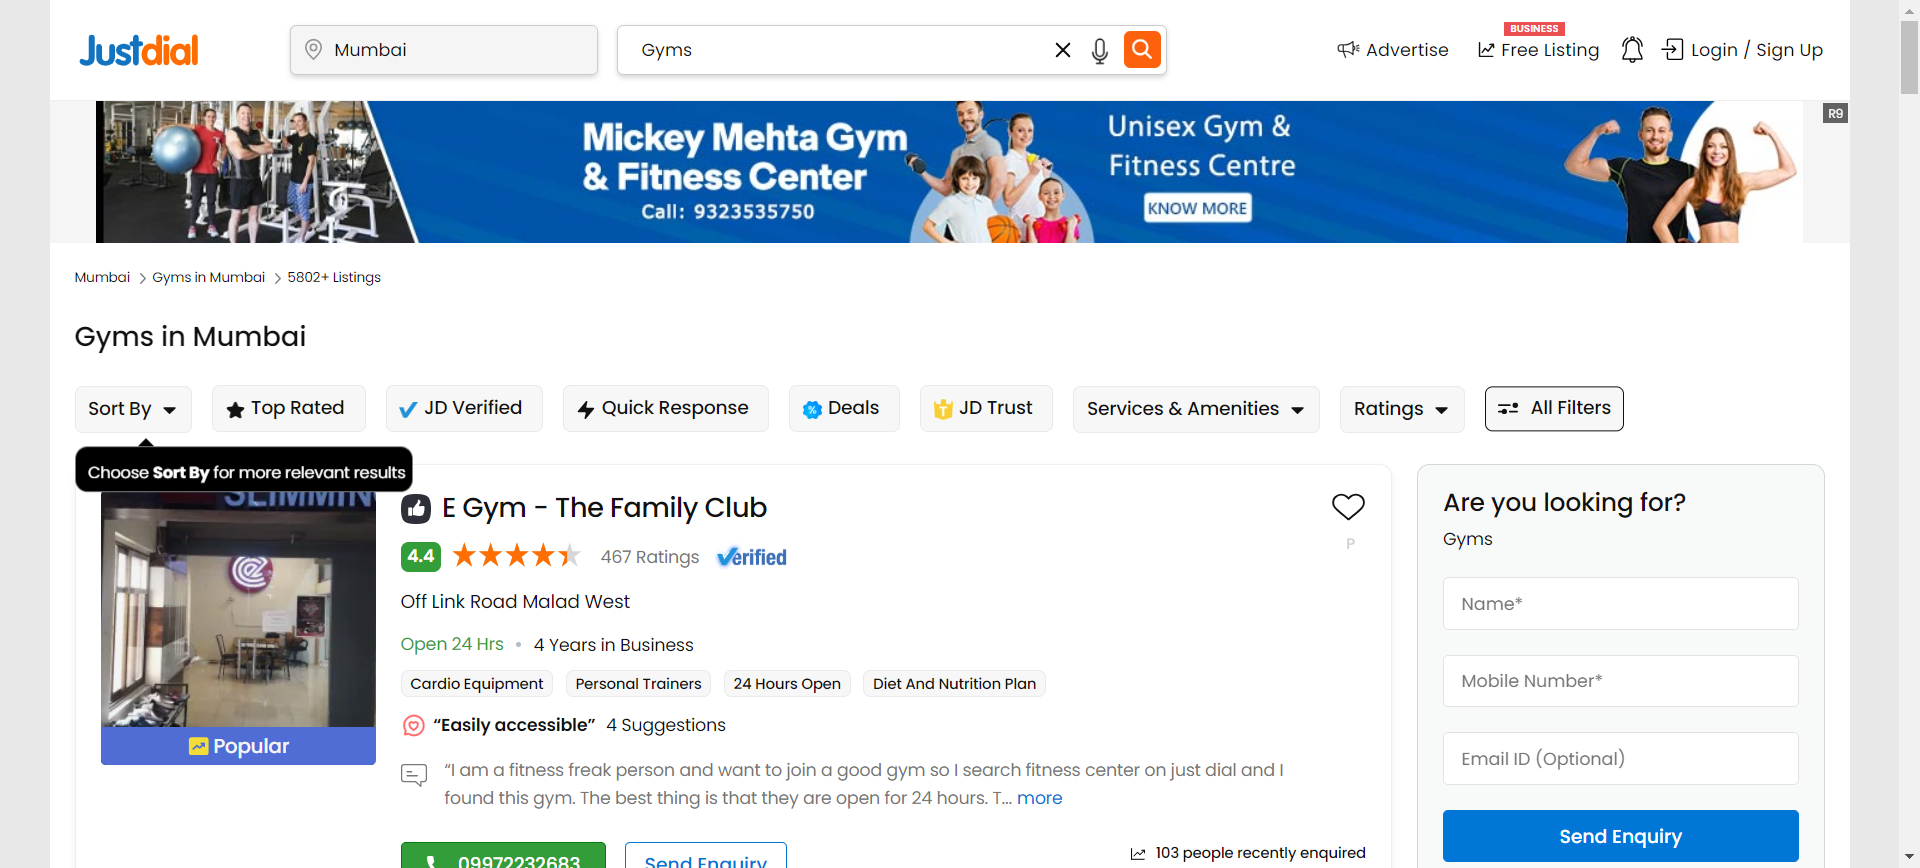 Justdial
Mumbai
Gyms
Advertise
BUSINESS
Free Listing
Login / Sign Up
Mickey Mehta Gym
& Fitness Center
Call: 9323535750
Unisex Gym &
Fitness Centre
KNOW MORE
R9
Mumbai > Gyms in Mumbai > 5802+ Listings
Gyms in Mumbai
Sort By
Top Rated
JD Verified
Quick Response
Deals
JD Trust
Services & Amenities
Ratings
All Filters
Choose Sort By for more relevant results
SLIMMIN
Popular
E Gym - The Family Club
P
4.4
467 Ratings
Verified
Off Link Road Malad West
Open 24 Hrs • 4 Years in Business
Cardio Equipment
Personal Trainers
24 Hours Open
Diet And Nutrition Plan
“Easily accessible” 4 Suggestions
“I am a fitness freak person and want to join a good gym so I search fitness center on just dial and I
found this gym. The best thing is that they are open for 24 hours. T... more
09972232683
Send Enquiry
103 people recently enquired
Are you looking for?
Gyms
Name*
Mobile Number*
Email ID (Optional)
Send Enquiry